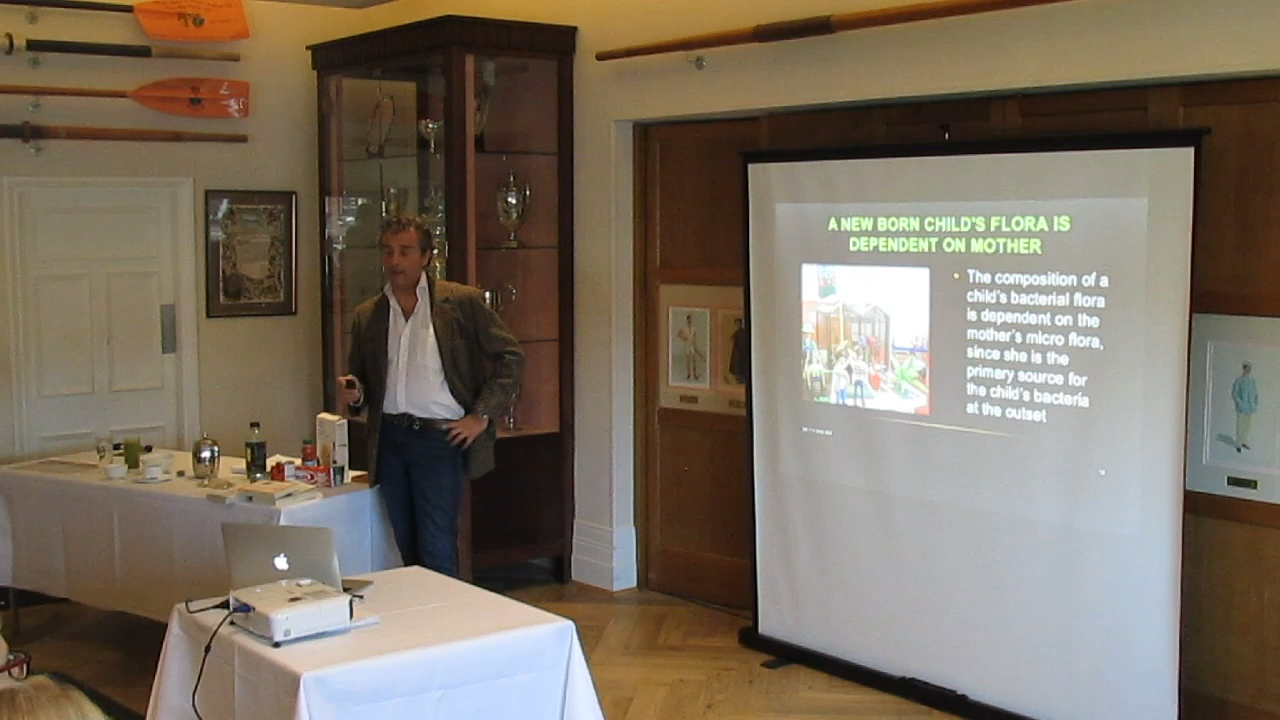 A NEW BORN CHILD'S FLORA IS
DEPENDENT ON MOTHER
• The composition of a
child's bacterial flora
is dependent on the
mother's micro flora,
since she is the
primary source for
the child's bacteria
at the outset